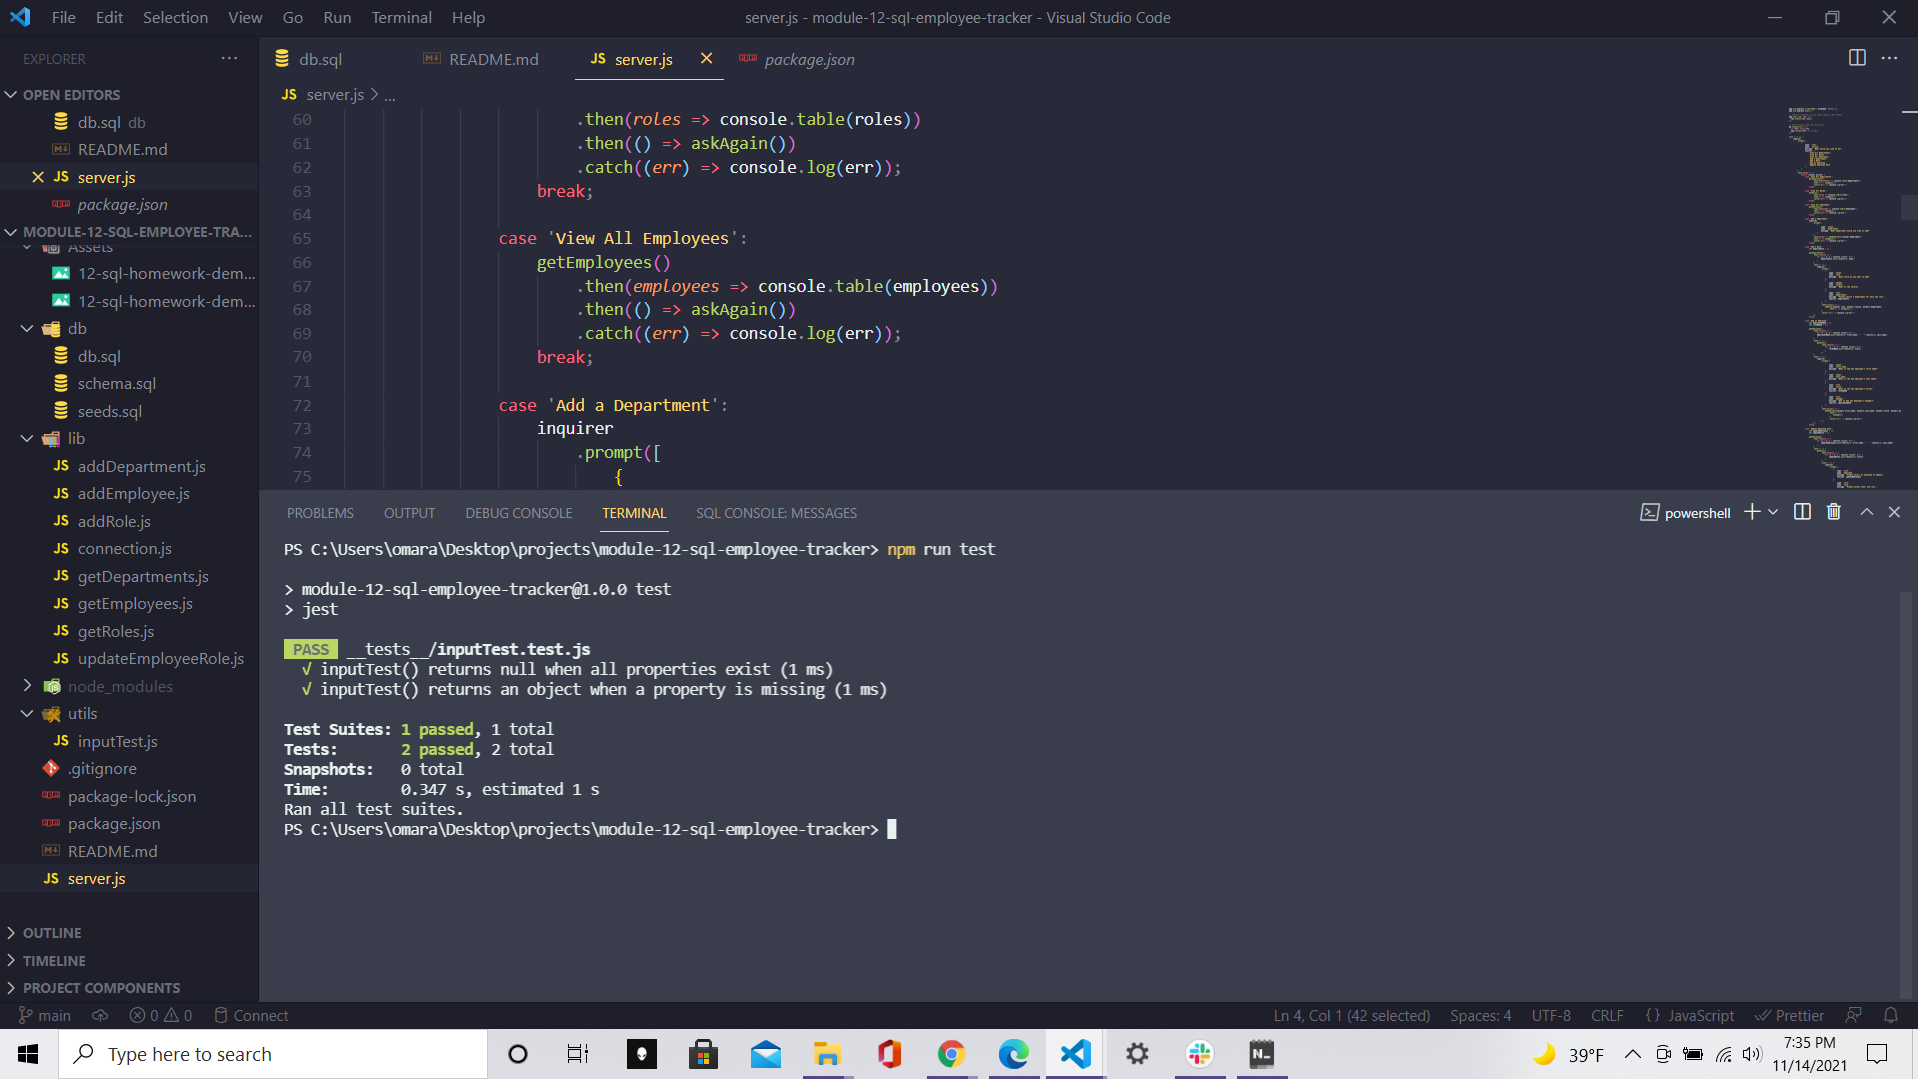 File Edit Selection View Go Run Terminal Help
server.js - module-12-sql-employee-tracker - Visual Studio Code
EXPLORER
OPEN EDITORS
db.sql db
README.md
JS server.js
package.json
MODULE-12-SQL-EMPLOYEE-TRA...
Assets
12-sql-homework-dem...
12-sql-homework-dem...
db
db.sql
schema.sql
seeds.sql
lib
JS addDepartment.js
JS addEmployee.js
JS addRole.js
JS connection.js
JS getDepartments.js
JS getEmployees.js
JS getRoles.js
JS updateEmployeeRole.js
node_modules
utils
JS inputTest.js
.gitignore
package-lock.json
package.json
README.md
JS server.js
OUTLINE
TIMELINE
PROJECT COMPONENTS
db.sql README.md JS server.js package.json
JS server.js > ...
60 .then(roles => console.table(roles))
61 .then(() => askAgain())
62 .catch((err) => console.log(err));
63 break;
64
65 case 'View All Employees':
66 getEmployees()
67 .then(employees => console.table(employees))
68 .then(() => askAgain())
69 .catch((err) => console.log(err));
70 break;
71
72 case 'Add a Department':
73 inquirer
74 .prompt([
75 {
PROBLEMS OUTPUT DEBUG CONSOLE TERMINAL SQL CONSOLE: MESSAGES
powershell
PS C:\Users\omara\Desktop\projects\module-12-sql-employee-tracker> npm run test
> module-12-sql-employee-tracker@1.0.0 test
> jest
PASS __tests__/inputTest.test.js
√ inputTest() returns null when all properties exist (1 ms)
√ inputTest() returns an object when a property is missing (1 ms)
Test Suites: 1 passed, 1 total
Tests: 2 passed, 2 total
Snapshots: 0 total
Time: 0.347 s, estimated 1 s
Ran all test suites.
PS C:\Users\omara\Desktop\projects\module-12-sql-employee-tracker>
main 0 0 Connect
Ln 4, Col 1 (42 selected) Spaces: 4 UTF-8 CRLF {} JavaScript Prettier
Type here to search
39°F
7:35 PM
11/14/2021